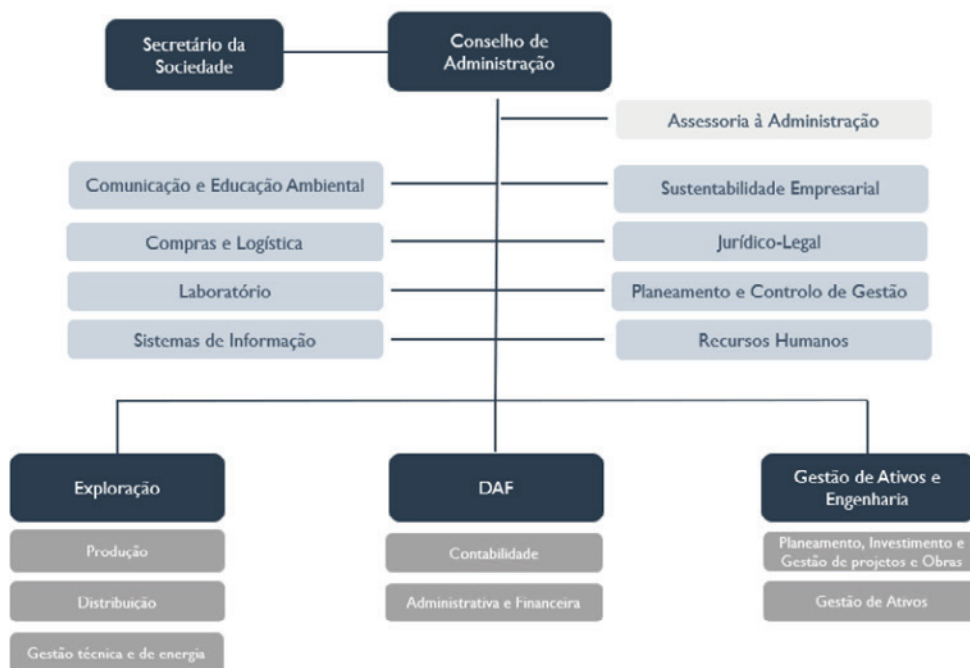 Secretário da
Sociedade
Conselho de
Administração
Assessoria à Administração
Comunicação e Educação Ambiental
Sustentabilidade Empresarial
Compras e Logística
Jurídico-Legal
Laboratório
Planeamento e Controlo de Gestão
Sistemas de Informação
Recursos Humanos
Exploração
DAF
Gestão de Ativos e
Engenharia
Produção
Contabilidade
Planeamento, Investimento e
Gestão de projetos e Obras
Distribuição
Administrativa e Financeira
Gestão de Ativos
Gestão técnica e de energia